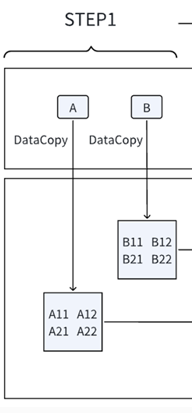 STEP1
A B
DataCopy DataCopy
B11 B12
B21 B22
A11 A12
A21 A22